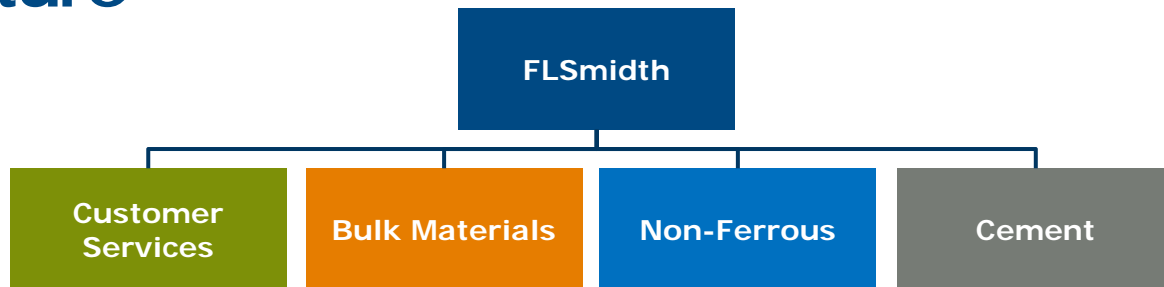 FLSmidth
Customer
Services
Bulk Materials
Non-Ferrous
Cement